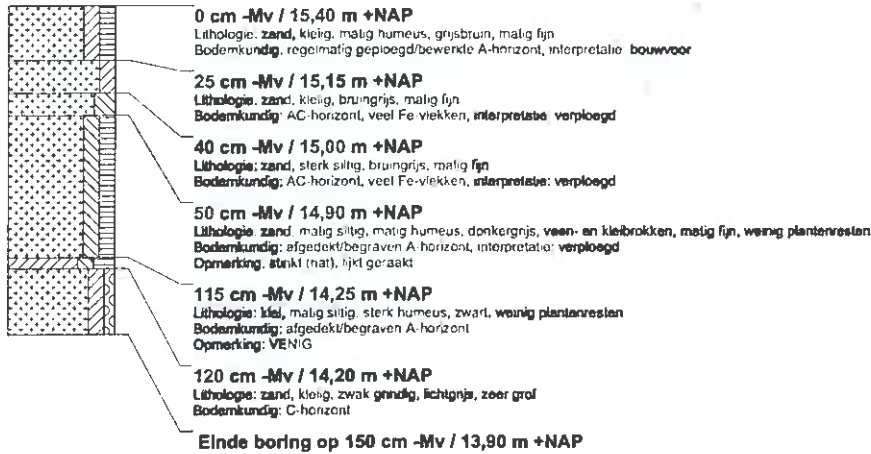 0 cm -Mv / 15,40 m +NAP
Lithologie: zand, kleiig, matig humeus, grijsbruin, matig fijn
Bodemkundig: regelmatig geploegd/bewerkte A-horizont, interpretatie: bouwvoor
25 cm -Mv / 15,15 m +NAP
Lithologie: zand, kleiig, bruingrijs, matig fijn
Bodemkundig: AC-horizont, veel Fe-vlekken, interpretatie: verploegd
40 cm -Mv / 15,00 m +NAP
Lithologie: zand, sterk siltig, bruingrijs, matig fijn
Bodemkundig: AC-horizont, veel Fe-vlekken, interpretatie: verploegd
50 cm -Mv / 14,90 m +NAP
Lithologie: zand, matig siltig, matig humeus, donkergrijs, veen- en kleibrokken, matig fijn, weinig plantenresten
Bodemkundig: afgedekt/begraven A-horizont, interpretatie: verploegd
Opmerking: stinkt (nat), lijkt geraakt
115 cm -Mv / 14,25 m +NAP
Lithologie: klei, matig siltig, sterk humeus, zwart, weinig plantenresten
Bodemkundig: afgedekt/begraven A-horizont
Opmerking: VENIG
120 cm -Mv / 14,20 m +NAP
Lithologie: zand, kleiig, zwak grindig, lichtgrijs, zeer grof
Bodemkundig: C-horizont
Einde boring op 150 cm -Mv / 13,90 m +NAP